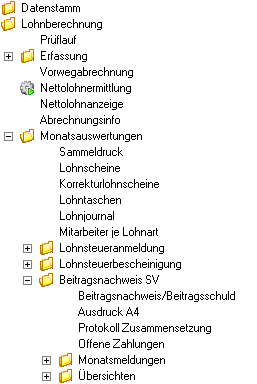 Datenstamm
Lohnberechnung
Prüflauf
Erfassung
Vorwegabrechnung
Nettolohnermittlung
Nettolohnanzeige
Abrechnungsinfo
Monatsauswertungen
Sammeldruck
Lohnscheine
Korrekturlohnscheine
Lohntaschen
Lohnjournal
Mitarbeiter je Lohnart
Lohnsteueranmeldung
Lohnsteuerbescheinigung
Beitragsnachweis SV
Beitragsnachweis/Beitragsschuld
Ausdruck A4
Protokoll Zusammensetzung
Offene Zahlungen
Monatsmeldungen
Übersichten